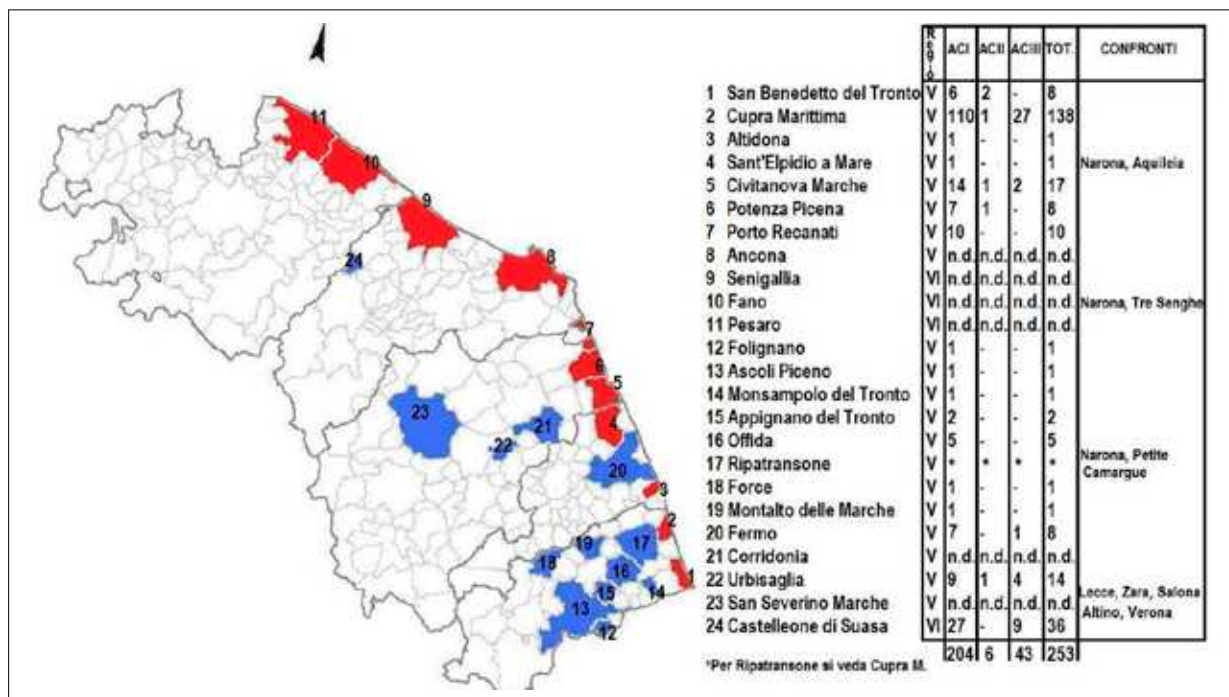 Regio ACI ACII ACIII TOT. CONFRONTI
1 San Benedetto del Tronto V 6 2 - 8
2 Cupra Marittima V 110 1 27 138
3 Altidona V 1 - - 1
4 Sant'Elpidio a Mare V 1 - - 1 Narona, Aquileia
5 Civitanova Marche V 14 1 2 17
6 Potenza Picena V 7 1 - 8
7 Porto Recanati V 10 - - 10
8 Ancona V n.d. n.d. n.d. n.d.
9 Senigallia VI n.d. n.d. n.d. n.d.
10 Fano VI n.d. n.d. n.d. n.d. Narona, Tre Senghe
11 Pesaro VI n.d. n.d. n.d. n.d.
12 Folignano V 1 - - 1
13 Ascoli Piceno V 1 - - 1
14 Monsampolo del Tronto V 1 - - 1
15 Appignano del Tronto V 2 - - 2
16 Offida V 5 - - 5
17 Ripatransone V * * * * Narona, Petite
Camargue
18 Force V 1 - - 1
19 Montalto delle Marche V 1 - - 1
20 Fermo V 7 - 1 8
21 Corridonia V n.d. n.d. n.d. n.d.
22 Urbisaglia V 9 1 4 14
23 San Severino Marche V n.d. n.d. n.d. n.d. Lecce, Zara, Salona
Altino, Verona
24 Castelleone di Suasa VI 27 - 9 36
204 6 43 253
*Per Ripatransone si veda Cupra M.
11
10
9
24
8
7
6
5
23
21
4
22
20
3
2
19
17
18
16
1
15
14
13
12